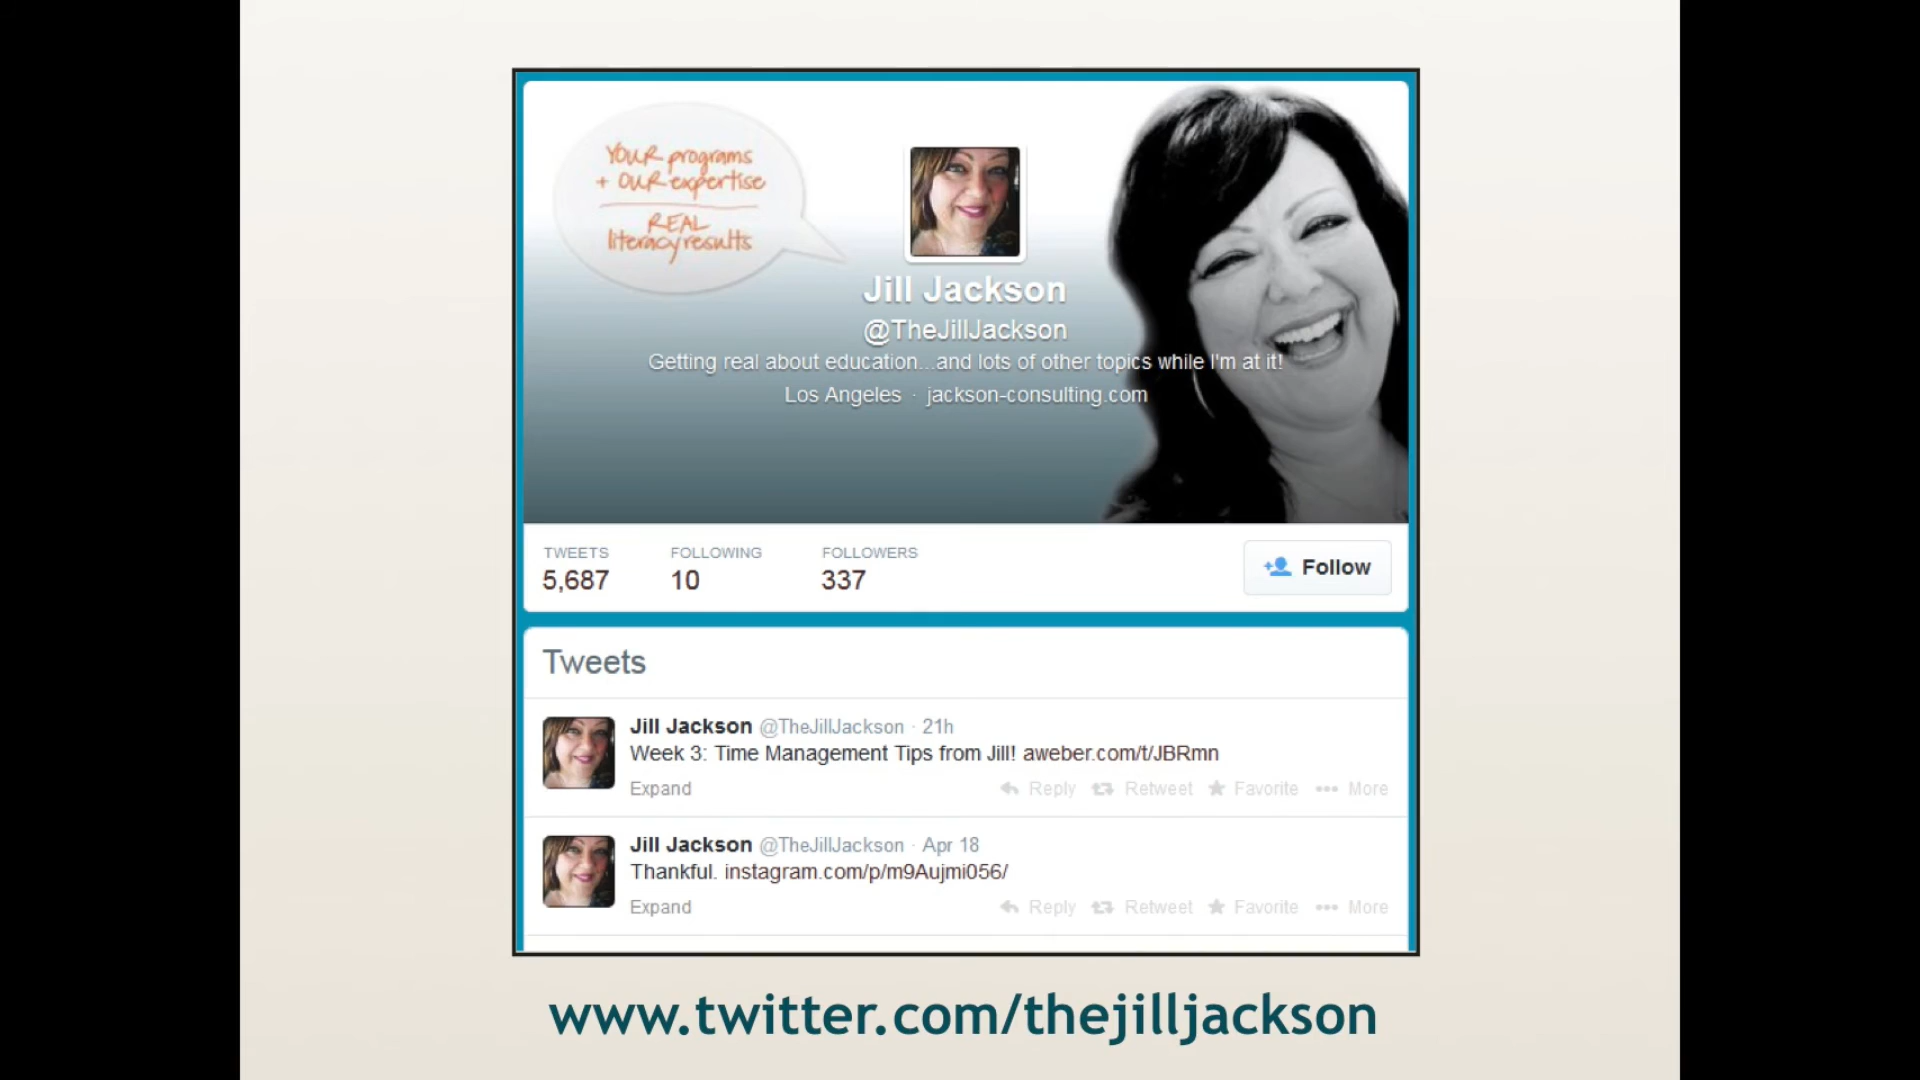 YOUR programs
+ OUR expertise
REAL
literacy results
Jill Jackson
@TheJillJackson
Getting real about education...and lots of other topics while I'm at it!
Los Angeles · jackson-consulting.com
TWEETS FOLLOWING FOLLOWERS
5,687 10 337
Follow
Tweets
Jill Jackson @TheJillJackson · 21h
Week 3: Time Management Tips from Jill! aweber.com/t/JBRmn
Expand Reply Retweet Favorite More
Jill Jackson @TheJillJackson · Apr 18
Thankful. instagram.com/p/m9Aujmi056/
Expand Reply Retweet Favorite More
www.twitter.com/thejilljackson